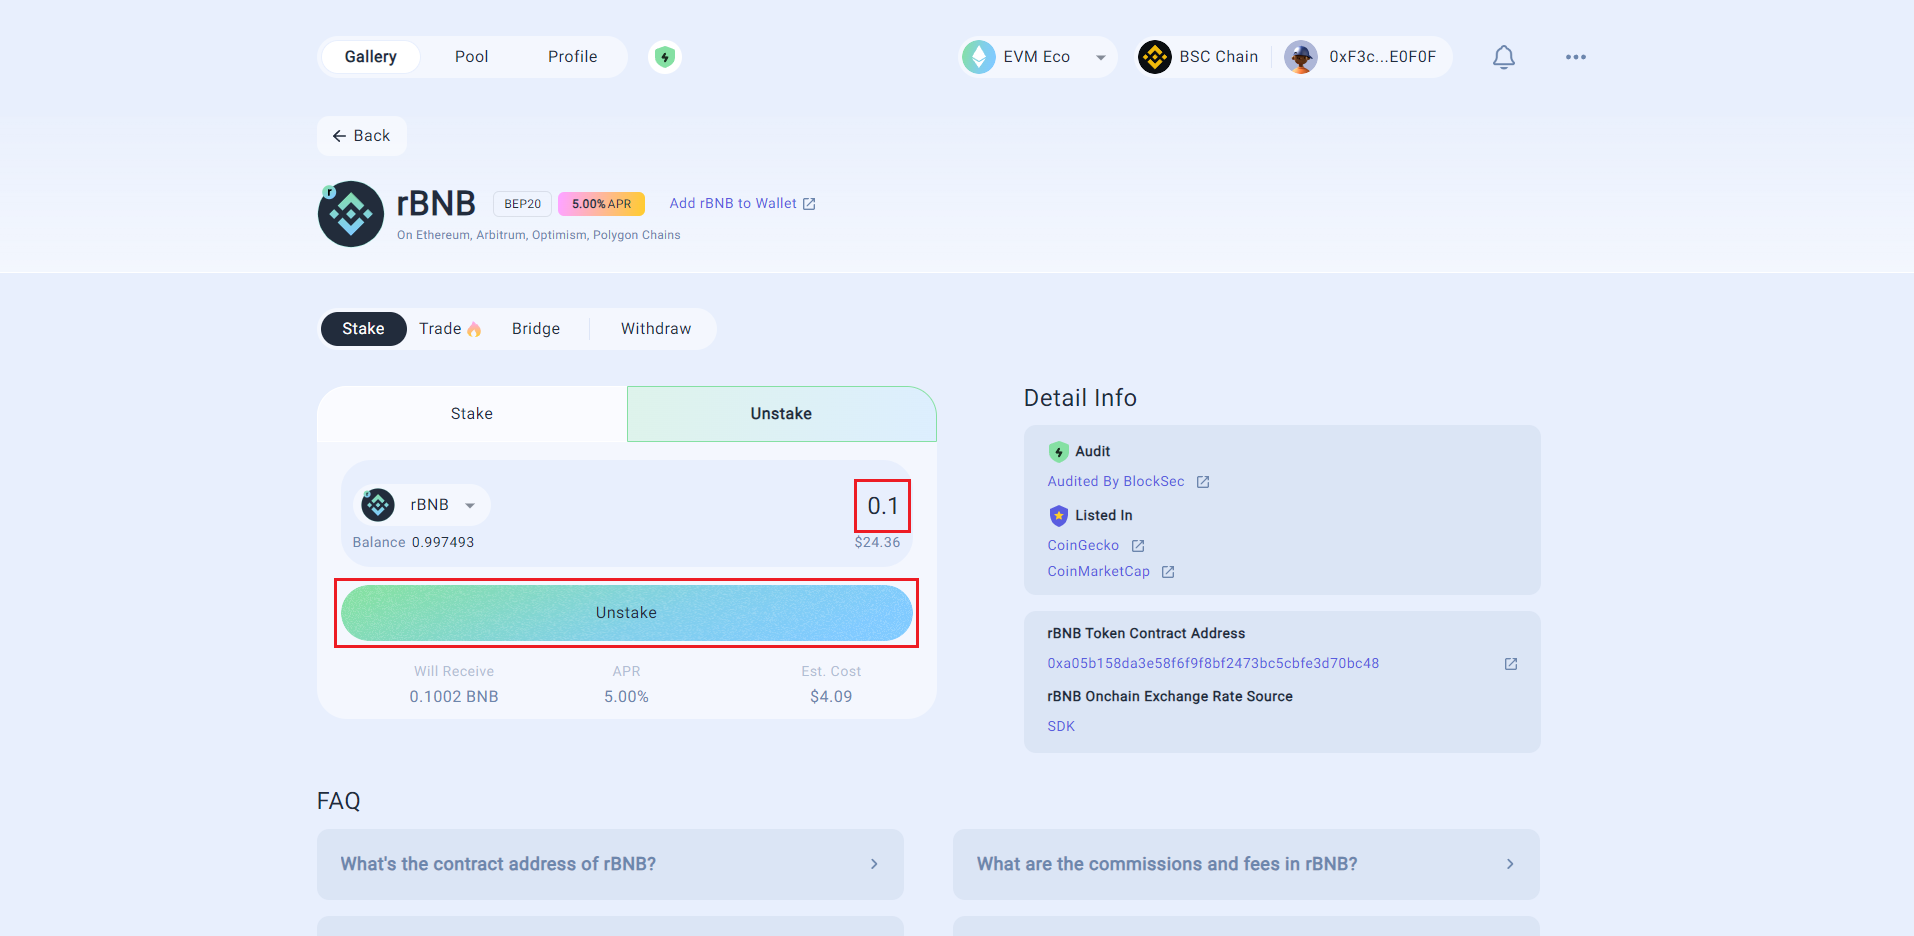 Gallery Pool Profile EVM Eco BSC Chain 0xF3c...E0F0F
Back
r
rBNB BEP20 5.00% APR Add rBNB to Wallet
On Ethereum, Arbitrum, Optimism, Polygon Chains
Stake Trade Bridge Withdraw
Stake Unstake
rBNB 0.1
Balance 0.997493 $24.36
Unstake
Will Receive APR Est. Cost
0.1002 BNB 5.00% $4.09
Detail Info
Audit
Audited By BlockSec
Listed In
CoinGecko
CoinMarketCap
rBNB Token Contract Address
0xa05b158da3e58f6f9f8bf2473bc5cbfe3d70bc48
rBNB Onchain Exchange Rate Source
SDK
FAQ
What's the contract address of rBNB?
What are the commissions and fees in rBNB?